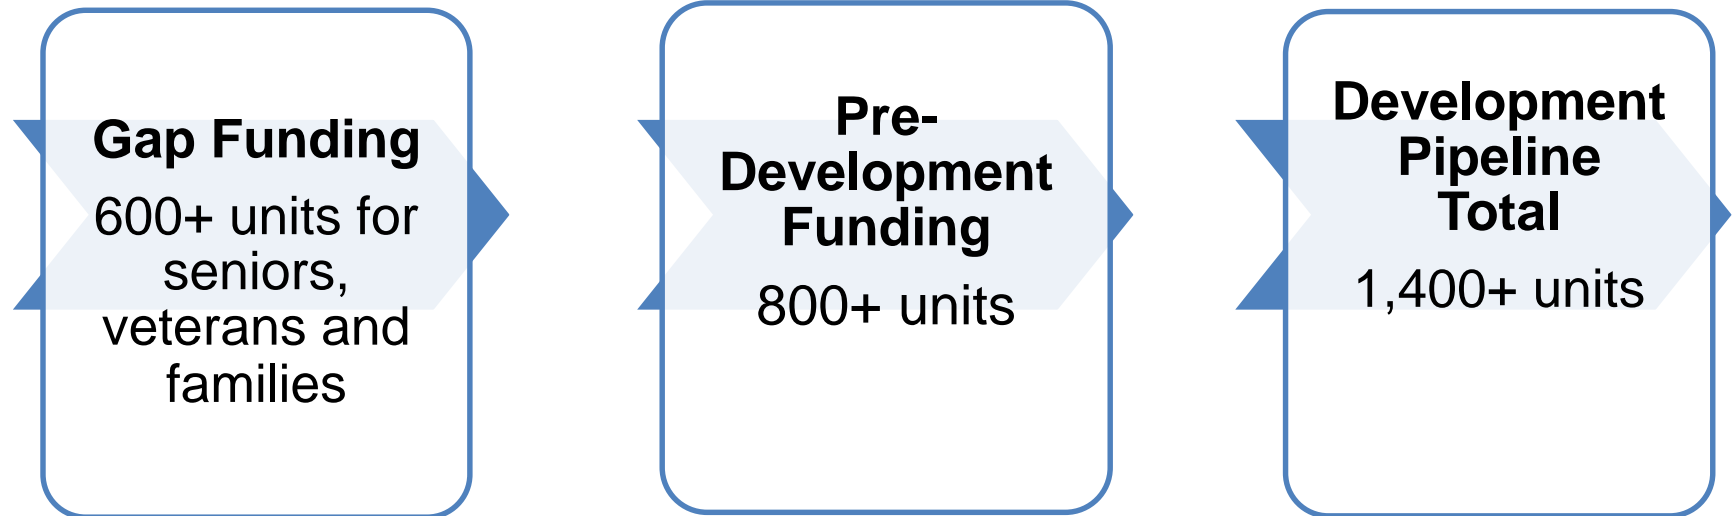 Gap Funding
600+ units for
seniors,
veterans and
families
Pre-
Development
Funding
800+ units
Development
Pipeline
Total
1,400+ units